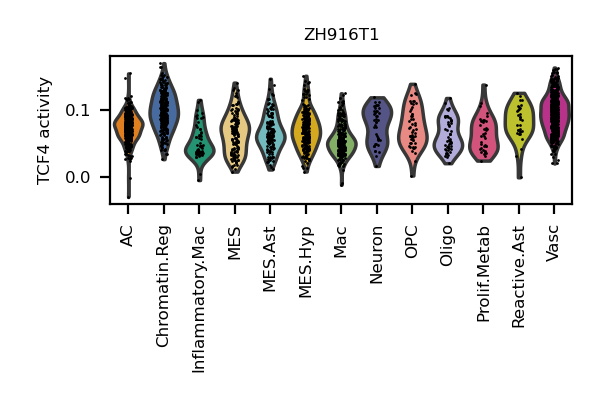 ZH916T1
TCF4 activity
0.1
0.0
AC
Chromatin.Reg
Inflammatory.Mac
MES
MES.Ast
MES.Hyp
Mac
Neuron
OPC
Oligo
Prolif.Metab
Reactive.Ast
Vasc